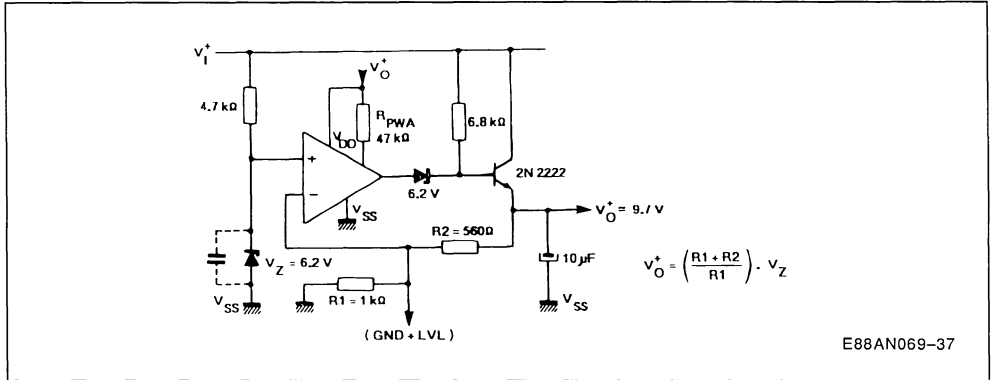 V_I^+
V_O^+
4.7 kΩ
R_PWA
47 kΩ
V_DD
6.8 kΩ
+
−
2N 2222
6.2 V
V_SS
V_O^+ = 9.7 V
R2 = 560Ω
V_Z = 6.2 V
10 µF
V_O^+ = ( R1 + R2 / R1 ) . V_Z
V_SS
R1 = 1 kΩ
V_SS
( GND + LVL )
E88AN069–37